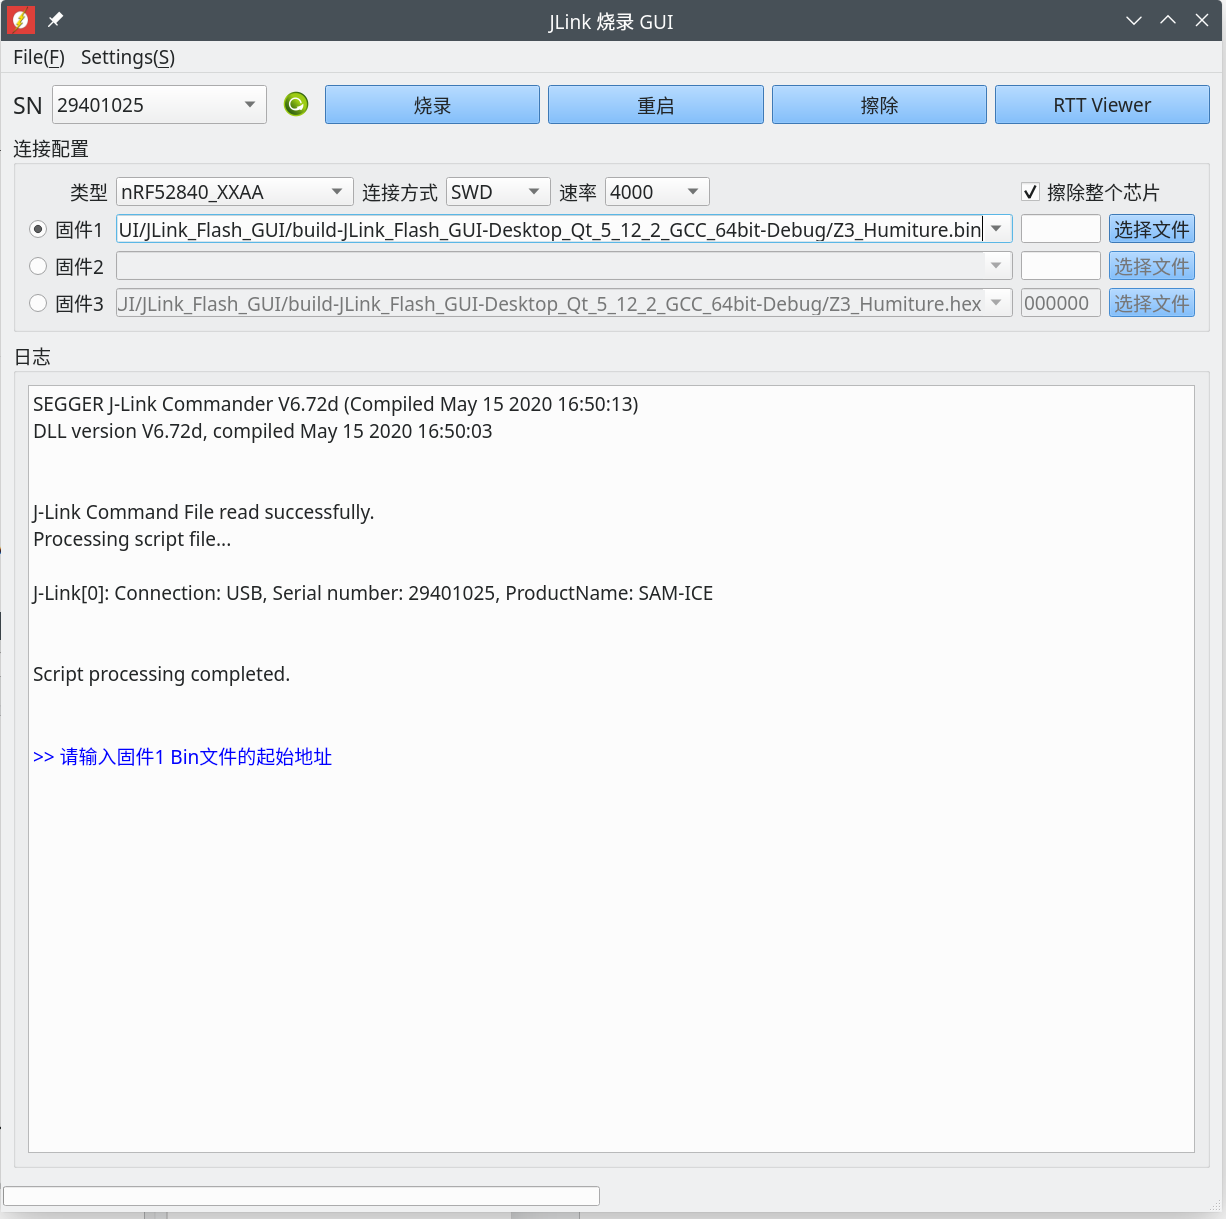 JLink 烧录 GUI
File(F) Settings(S)
SN 29401025 烧录 重启 擦除 RTT Viewer
连接配置
类型 nRF52840_XXAA 连接方式 SWD 速率 4000 擦除整个芯片
固件1 UI/JLink_Flash_GUI/build-JLink_Flash_GUI-Desktop_Qt_5_12_2_GCC_64bit-Debug/Z3_Humiture.bin 选择文件
固件2 选择文件
固件3 UI/JLink_Flash_GUI/build-JLink_Flash_GUI-Desktop_Qt_5_12_2_GCC_64bit-Debug/Z3_Humiture.hex 000000 选择文件
日志
SEGGER J-Link Commander V6.72d (Compiled May 15 2020 16:50:13)
DLL version V6.72d, compiled May 15 2020 16:50:03
J-Link Command File read successfully.
Processing script file...
J-Link[0]: Connection: USB, Serial number: 29401025, ProductName: SAM-ICE
Script processing completed.
>> 请输入固件1 Bin文件的起始地址